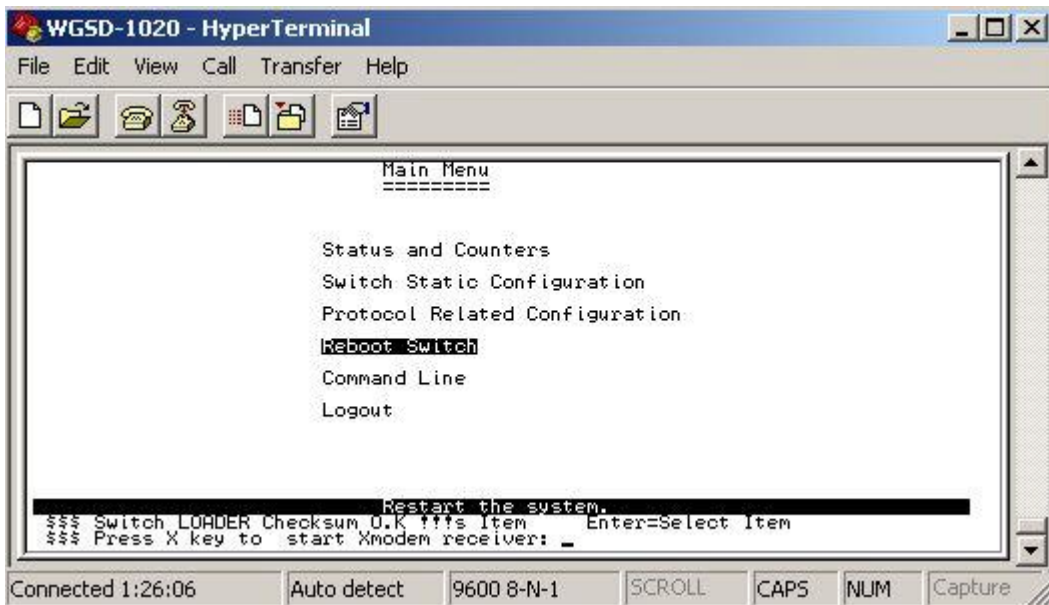 WGSD-1020 - HyperTerminal
File Edit View Call Transfer Help
Main Menu
=========
Status and Counters
Switch Static Configuration
Protocol Related Configuration
Reboot Switch
Command Line
Logout
Restart the system.
$$$ Switch LOADER Checksum O.K !!!s Item Enter=Select Item
$$$ Press X key to start Xmodem receiver: _
Connected 1:26:06 Auto detect 9600 8-N-1 SCROLL CAPS NUM Capture